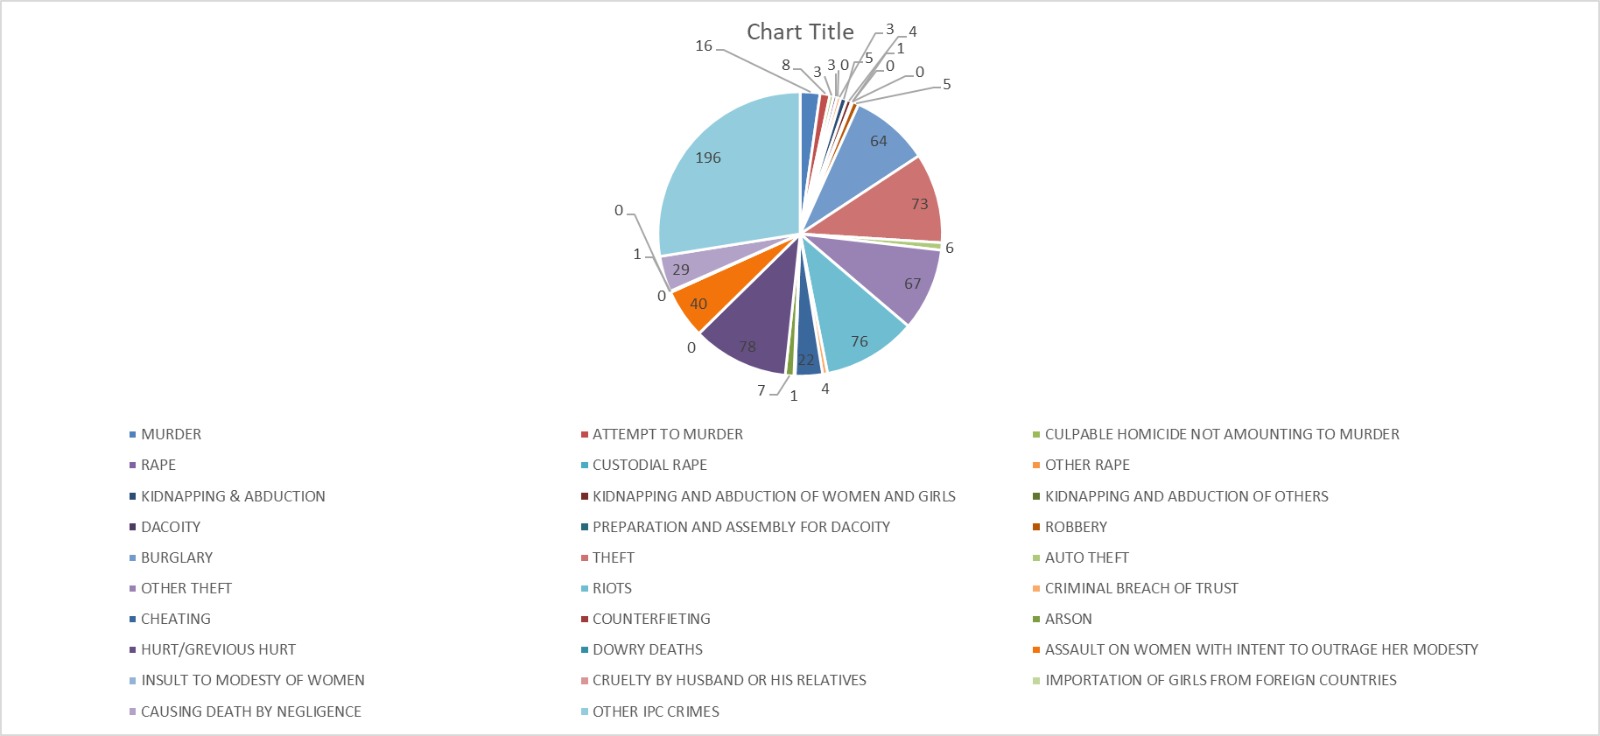 Chart Title
16
8
3
3
0
3
5
4
1
0
0
5
64
73
6
67
76
4
22
1
7
78
0
40
0
1
0
29
196
MURDER
ATTEMPT TO MURDER
CULPABLE HOMICIDE NOT AMOUNTING TO MURDER
RAPE
CUSTODIAL RAPE
OTHER RAPE
KIDNAPPING & ABDUCTION
KIDNAPPING AND ABDUCTION OF WOMEN AND GIRLS
KIDNAPPING AND ABDUCTION OF OTHERS
DACOITY
PREPARATION AND ASSEMBLY FOR DACOITY
ROBBERY
BURGLARY
THEFT
AUTO THEFT
OTHER THEFT
RIOTS
CRIMINAL BREACH OF TRUST
CHEATING
COUNTERFIETING
ARSON
HURT/GREVIOUS HURT
DOWRY DEATHS
ASSAULT ON WOMEN WITH INTENT TO OUTRAGE HER MODESTY
INSULT TO MODESTY OF WOMEN
CRUELTY BY HUSBAND OR HIS RELATIVES
IMPORTATION OF GIRLS FROM FOREIGN COUNTRIES
CAUSING DEATH BY NEGLIGENCE
OTHER IPC CRIMES